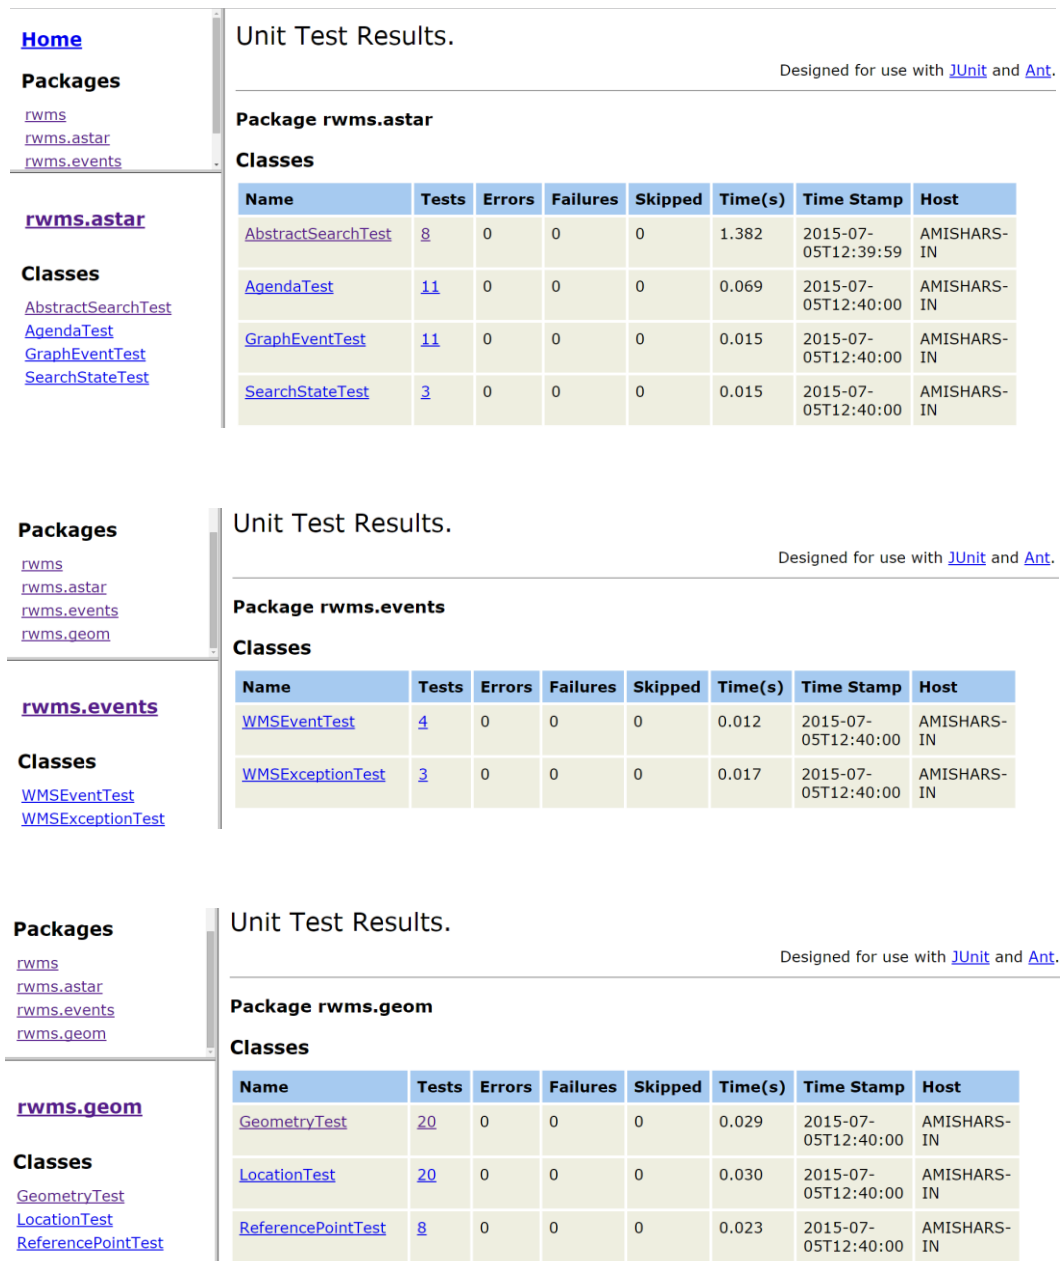 Home
Packages
rwms
rwms.astar
rwms.events
rwms.astar
Classes
AbstractSearchTest
AgendaTest
GraphEventTest
SearchStateTest
Unit Test Results.
Designed for use with JUnit and Ant.
Package rwms.astar
Classes
Name Tests Errors Failures Skipped Time(s) Time Stamp Host
AbstractSearchTest 8 0 0 0 1.382 2015-07- AMISHARS-
05T12:39:59 IN
AgendaTest 11 0 0 0 0.069 2015-07- AMISHARS-
05T12:40:00 IN
GraphEventTest 11 0 0 0 0.015 2015-07- AMISHARS-
05T12:40:00 IN
SearchStateTest 3 0 0 0 0.015 2015-07- AMISHARS-
05T12:40:00 IN
Packages
rwms
rwms.astar
rwms.events
rwms.geom
rwms.events
Classes
WMSEventTest
WMSExceptionTest
Unit Test Results.
Designed for use with JUnit and Ant.
Package rwms.events
Classes
Name Tests Errors Failures Skipped Time(s) Time Stamp Host
WMSEventTest 4 0 0 0 0.012 2015-07- AMISHARS-
05T12:40:00 IN
WMSExceptionTest 3 0 0 0 0.017 2015-07- AMISHARS-
05T12:40:00 IN
Packages
rwms
rwms.astar
rwms.events
rwms.geom
rwms.geom
Classes
GeometryTest
LocationTest
ReferencePointTest
Unit Test Results.
Designed for use with JUnit and Ant.
Package rwms.geom
Classes
Name Tests Errors Failures Skipped Time(s) Time Stamp Host
GeometryTest 20 0 0 0 0.029 2015-07- AMISHARS-
05T12:40:00 IN
LocationTest 20 0 0 0 0.030 2015-07- AMISHARS-
05T12:40:00 IN
ReferencePointTest 8 0 0 0 0.023 2015-07- AMISHARS-
05T12:40:00 IN